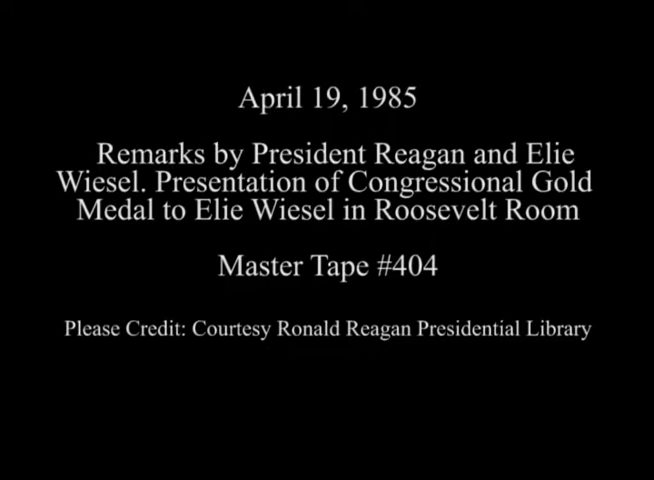 April 19, 1985
Remarks by President Reagan and Elie
Wiesel. Presentation of Congressional Gold
Medal to Elie Wiesel in Roosevelt Room
Master Tape #404
Please Credit: Courtesy Ronald Reagan Presidential Library